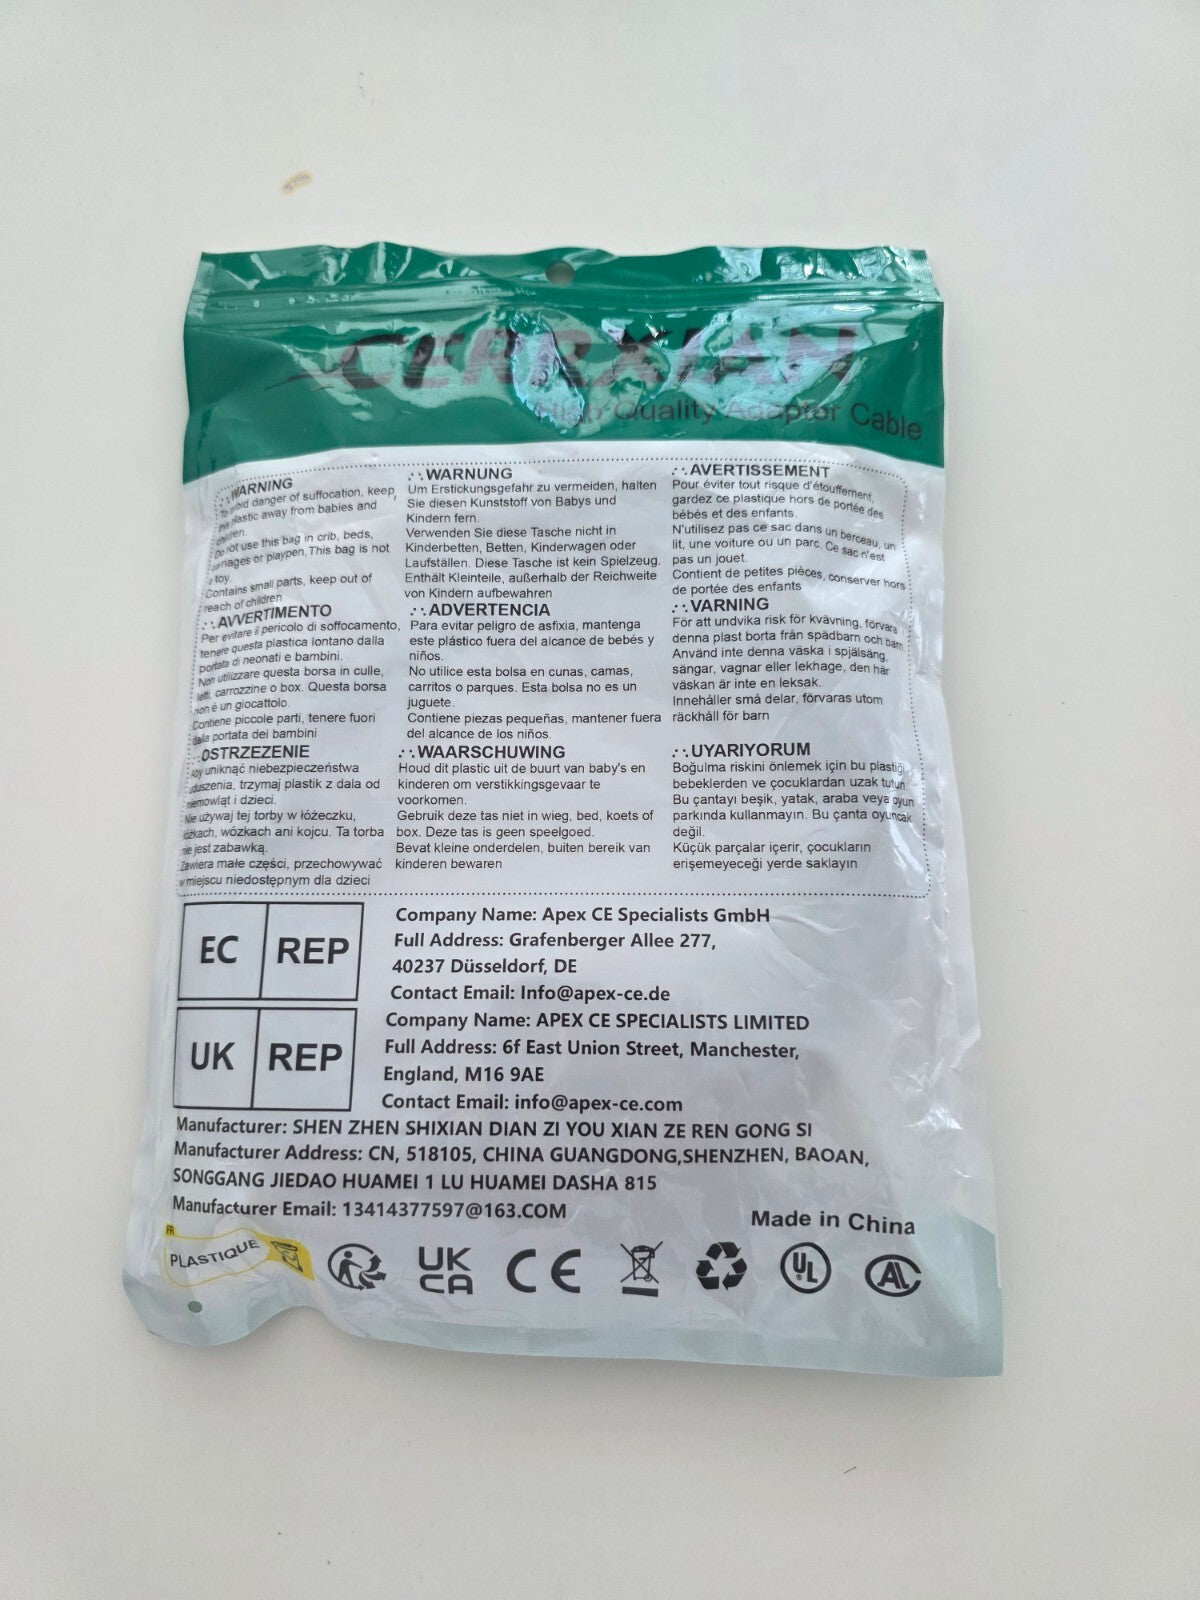 CERRXIAN
High Quality Adaptor Cable
WARNING
To avoid danger of suffocation, keep
this plastic away from babies and
children.
Do not use this bag in crib, beds,
carriages or playpen,This bag is not
a toy.
Contains small parts, keep out of
reach of children
WARNUNG
Um Erstickungsgefahr zu vermeiden, halten
Sie diesen Kunststoff von Babys und
Kindern fern.
Verwenden Sie diese Tasche nicht in
Kinderbetten, Betten, Kinderwagen oder
Laufställen. Diese Tasche ist kein Spielzeug.
Enthält Kleinteile, außerhalb der Reichweite
von Kindern aufbewahren
AVERTISSEMENT
Pour éviter tout risque d'étouffement,
gardez ce plastique hors de portée des
bébés et des enfants.
N'utilisez pas ce sac dans un berceau, un
lit, une voiture ou un parc. Ce sac n'est
pas un jouet.
Contient de petites pièces, conserver hors
de portée des enfants
AVVERTIMENTO
Per evitare il pericolo di soffocamento,
tenere questa plastica lontano dalla
portata di neonati e bambini.
Non utilizzare questa borsa in culle,
letti, carrozzine o box. Questa borsa
non è un giocattolo.
Contiene piccole parti, tenere fuori
dalla portata dei bambini
ADVERTENCIA
Para evitar peligro de asfixia, mantenga
este plástico fuera del alcance de bebés y
niños.
No utilice esta bolsa en cunas, camas,
carritos o parques. Esta bolsa no es un
juguete.
Contiene piezas pequeñas, mantener fuera
del alcance de los niños
VARNING
För att undvika risk för kvävning, förvara
denna plast borta från spädbarn och barn.
Använd inte denna väska i spjälsäng,
sängar, vagnar eller lekhage, den här
väskan är inte en leksak.
Innehåller små delar, förvaras utom
räckhåll för barn
OSTRZEZENIE
Aby uniknąć niebezpieczeństwa
uduszenia, trzymaj plastik z dala od
niemowląt i dzieci.
Nie używaj tej torby w łóżeczku,
łóżkach, wózkach ani kojcu. Ta torba
nie jest zabawką.
Zawiera małe części, przechowywać
w miejscu niedostępnym dla dzieci
WAARSCHUWING
Houd dit plastic uit de buurt van baby's en
kinderen om verstikkingsgevaar te
voorkomen.
Gebruik deze tas niet in wieg, bed, koets of
box. Deze tas is geen speelgoed.
Bevat kleine onderdelen, buiten bereik van
kinderen bewaren
UYARIYORUM
Boğulma riskini önlemek için bu plastiği
bebeklerden ve çocuklardan uzak tutun.
Bu çantayı beşik, yatak, araba veya oyun
parkında kullanmayın. Bu çanta oyuncak
değil.
Küçük parçalar içerir, çocukların
erişemeyeceği yerde saklayın
EC REP
Company Name: Apex CE Specialists GmbH
Full Address: Grafenberger Allee 277,
40237 Düsseldorf, DE
Contact Email: Info@apex-ce.de
UK REP
Company Name: APEX CE SPECIALISTS LIMITED
Full Address: 6f East Union Street, Manchester,
England, M16 9AE
Contact Email: info@apex-ce.com
Manufacturer: SHEN ZHEN SHIXIAN DIAN ZI YOU XIAN ZE REN GONG SI
Manufacturer Address: CN, 518105, CHINA GUANGDONG,SHENZHEN, BAOAN,
SONGGANG JIEDAO HUAMEI 1 LU HUAMEI DASHA 815
Manufacturer Email: 13414377597@163.COM
Made in China
FR
PLASTIQUE
UK
CA
CE
UL